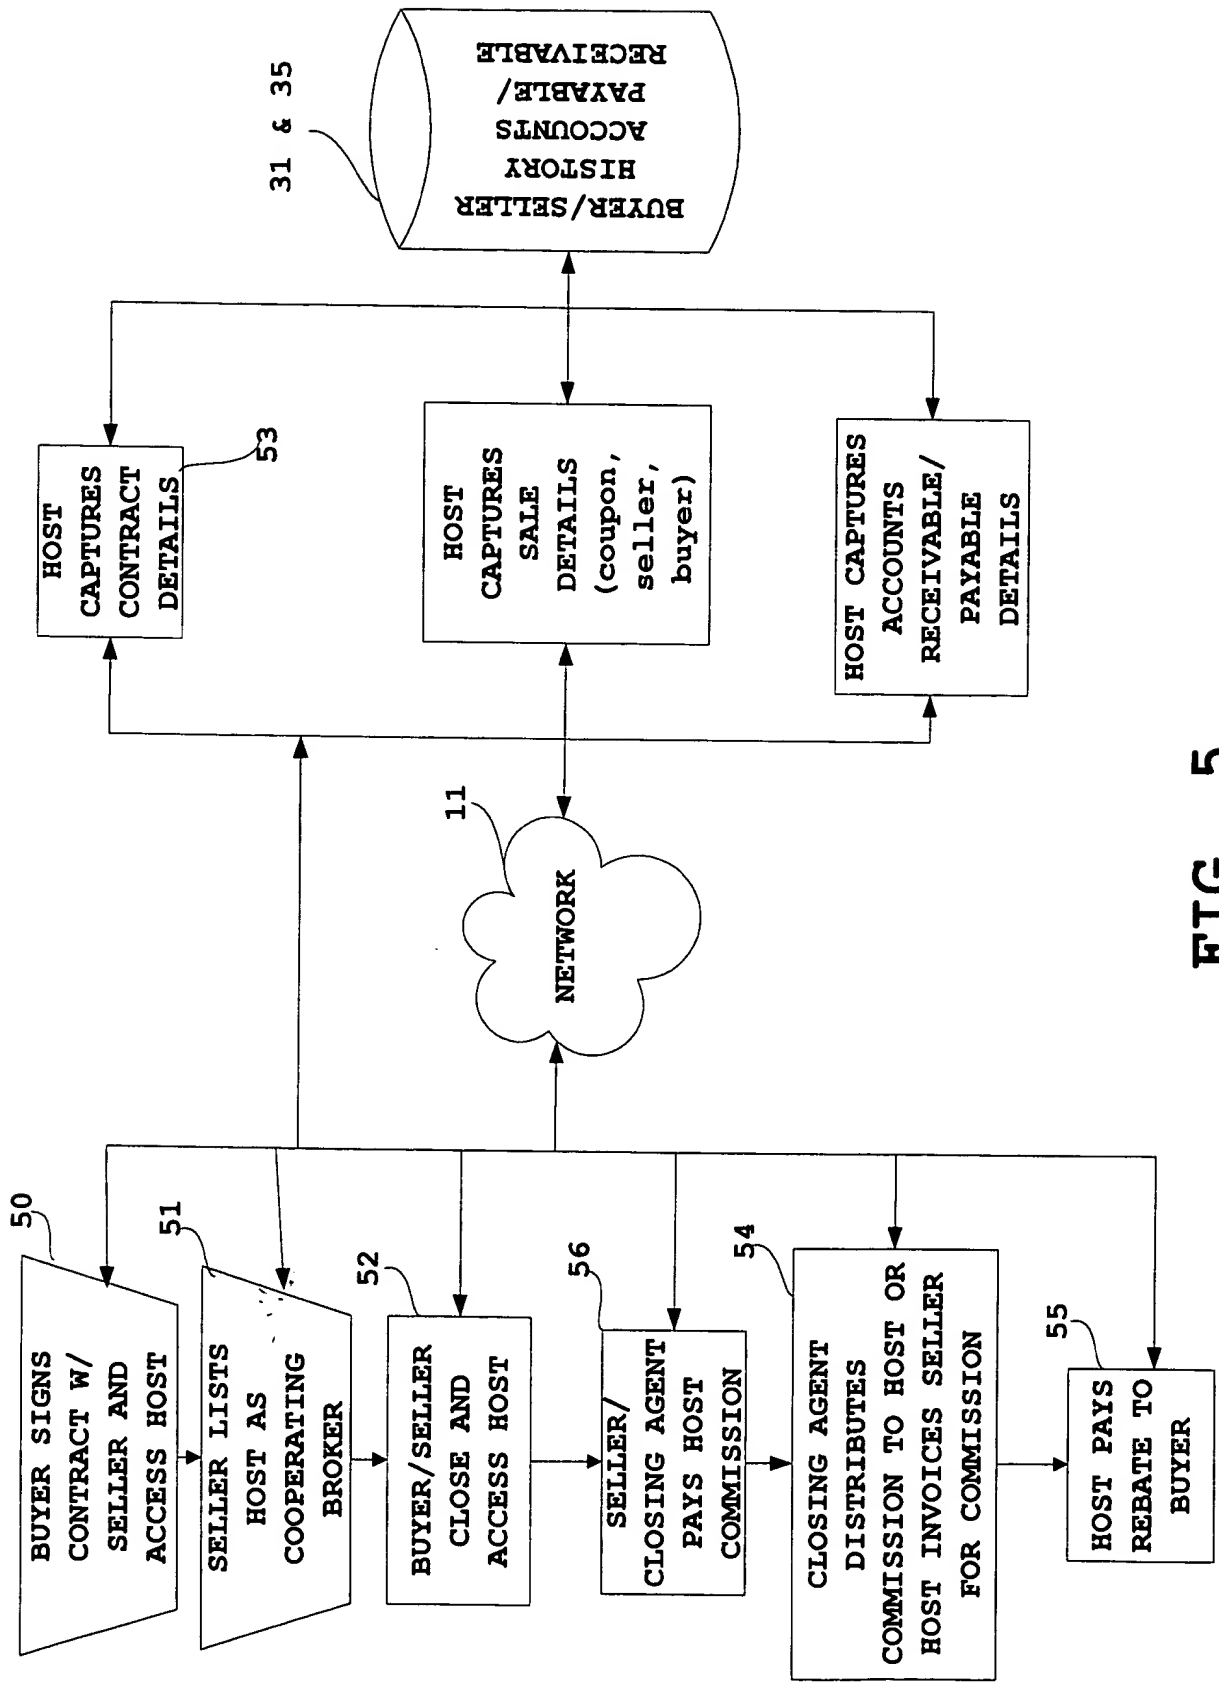 BUYER SIGNS
CONTRACT W/
SELLER AND
ACCESS HOST
50
SELLER LISTS
HOST AS
COOPERATING
BROKER
51
BUYER/SELLER
CLOSE AND
ACCESS HOST
52
SELLER/
CLOSING AGENT
PAYS HOST
COMMISSION
56
CLOSING AGENT
DISTRIBUTES
COMMISSION TO HOST OR
HOST INVOICES SELLER
FOR COMMISSION
54
HOST PAYS
REBATE TO
BUYER
55
NETWORK
11
HOST
CAPTURES
CONTRACT
DETAILS
53
HOST
CAPTURES
SALE
DETAILS
(coupon,
seller,
buyer)
HOST CAPTURES
ACCOUNTS
RECEIVABLE/
PAYABLE
DETAILS
31 & 35
BUYER/SELLER
HISTORY
ACCOUNTS
PAYABLE/
RECEIVABLE
FIG 5